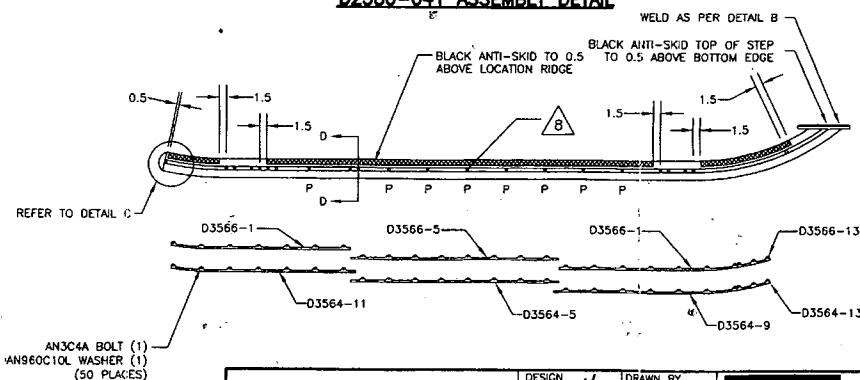 D2580-041 ASSEMBLY DETAIL
WELD AS PER DETAIL B
BLACK ANTI-SKID TO 0.5
ABOVE LOCATION RIDGE
BLACK ANTI-SKID TOP OF STEP
TO 0.5 ABOVE BOTTOM EDGE
0.5
1.5
1.5
D
8
1.5
1.5
1.5
D
P P P P P P P P
REFER TO DETAIL C
D3566-1
D3566-5
D3566-1
D3566-13
D3564-11
D3564-5
D3564-9
D3564-13
AN3C4A BOLT (1)
AN960C10L WASHER (1)
(50 PLACES)
DESIGN
DRAWN BY